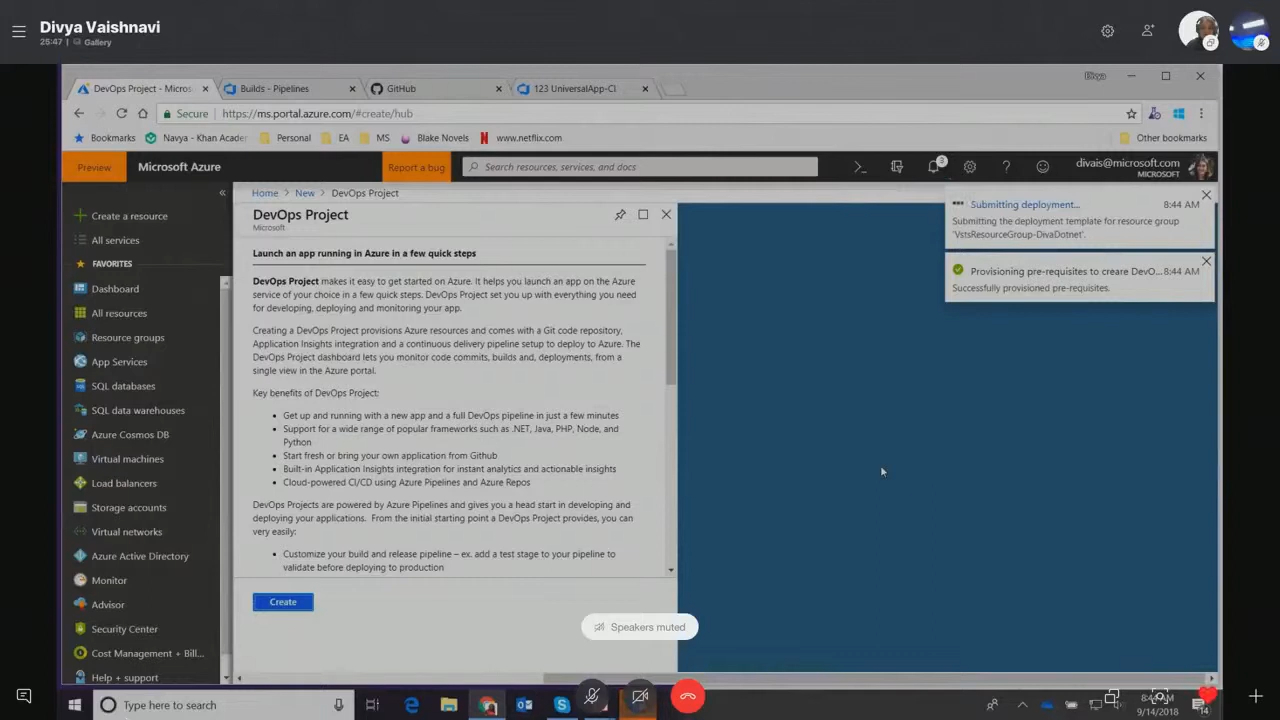 Divya Vaishnavi
25:47 | Gallery
DevOps Project - Micros
Builds - Pipelines
GitHub
123 UniversalApp-CI
Divya
Secure
https://ms.portal.azure.com/#create/hub
Bookmarks
Navya - Khan Acader
Personal
EA
MS
Blake Novels
www.netflix.com
Other bookmarks
Preview
Microsoft Azure
Report a bug
Search resources, services, and docs
3
divais@microsoft.com
MICROSOFT
Create a resource
All services
FAVORITES
Dashboard
All resources
Resource groups
App Services
SQL databases
SQL data warehouses
Azure Cosmos DB
Virtual machines
Load balancers
Storage accounts
Virtual networks
Azure Active Directory
Monitor
Advisor
Security Center
Cost Management + Bill...
Help + support
Home > New > DevOps Project
DevOps Project
Microsoft
Launch an app running in Azure in a few quick steps
DevOps Project makes it easy to get started on Azure. It helps you launch an app on the Azure
service of your choice in a few quick steps. DevOps Project set you up with everything you need
for developing, deploying and monitoring your app.
Creating a DevOps Project provisions Azure resources and comes with a Git code repository,
Application Insights integration and a continuous delivery pipeline setup to deploy to Azure. The
DevOps Project dashboard lets you monitor code commits, builds and, deployments, from a
single view in the Azure portal.
Key benefits of DevOps Project:
• Get up and running with a new app and a full DevOps pipeline in just a few minutes
• Support for a wide range of popular frameworks such as .NET, Java, PHP, Node, and
Python
• Start fresh or bring your own application from Github
• Built-in Application Insights integration for instant analytics and actionable insights
• Cloud-powered CI/CD using Azure Pipelines and Azure Repos
DevOps Projects are powered by Azure Pipelines and gives you a head start in developing and
deploying your applications. From the initial starting point a DevOps Project provides, you can
very easily:
• Customize your build and release pipeline – ex. add a test stage to your pipeline to
validate before deploying to production
Create
Submitting deployment...
8:44 AM
Submitting the deployment template for resource group
'VstsResourceGroup-DivaDotnet'.
Provisioning pre-requisites to creare DevO...
8:44 AM
Successfully provisioned pre-requisites.
Speakers muted
Type here to search
9/14/2018
14